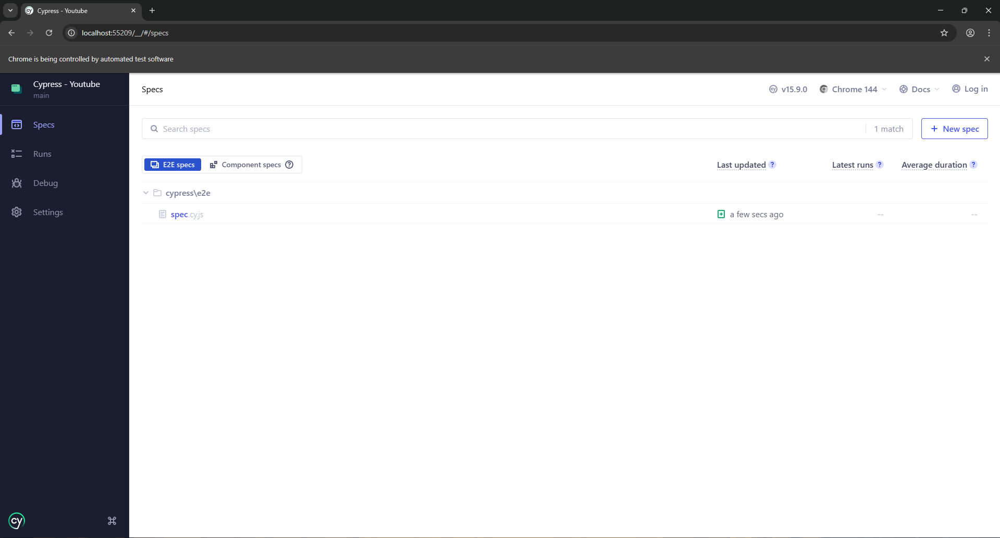 Cypress - Youtube
localhost:55209/__/#/specs
Chrome is being controlled by automated test software
Cypress - Youtube
main
Specs
Runs
Debug
Settings
cy
Specs
v15.9.0
Chrome 144
Docs
Log in
Search specs
1 match
+ New spec
E2E specs
Component specs ?
Last updated ?
Latest runs ?
Average duration ?
cypress\e2e
spec.cy.js
a few secs ago
--
--